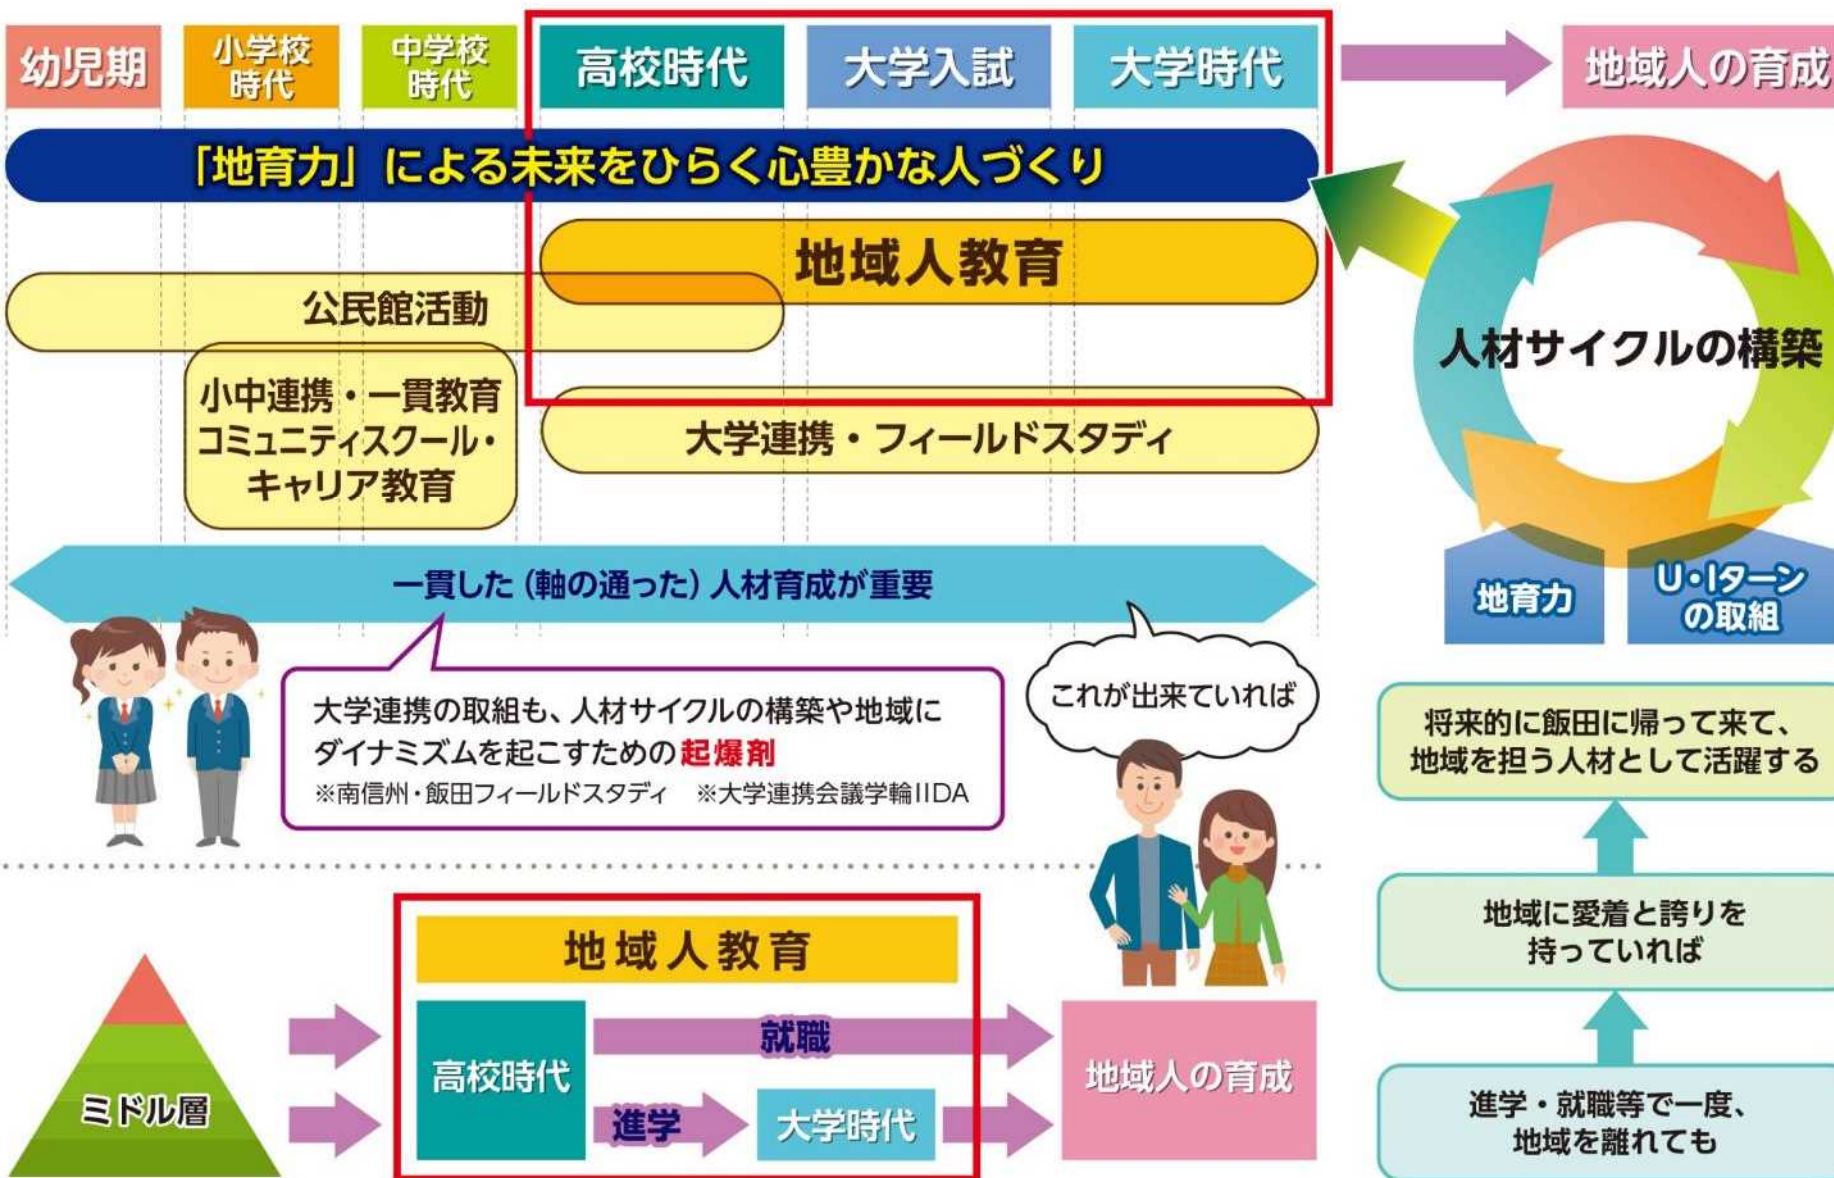 幼児期
小学校
時代
中学校
時代
高校時代
大学入試
大学時代
地域人の育成
「地育力」による未来をひらく心豊かな人づくり
地域人教育
公民館活動
小中連携・一貫教育
コミュニティスクール・
キャリア教育
大学連携・フィールドスタディ
人材サイクルの構築
地育力
U・Iターン
の取組
一貫した(軸の通った)人材育成が重要
大学連携の取組も、人材サイクルの構築や地域に
ダイナミズムを起こすための起爆剤
※南信州・飯田フィールドスタディ ※大学連携会議学輪IIDA
これが出来ていれば
将来的に飯田に帰って来て、
地域を担う人材として活躍する
地域に愛着と誇りを
持っていれば
進学・就職等で一度、
地域を離れても
ミドル層
地域人教育
高校時代
就職
進学
大学時代
地域人の育成